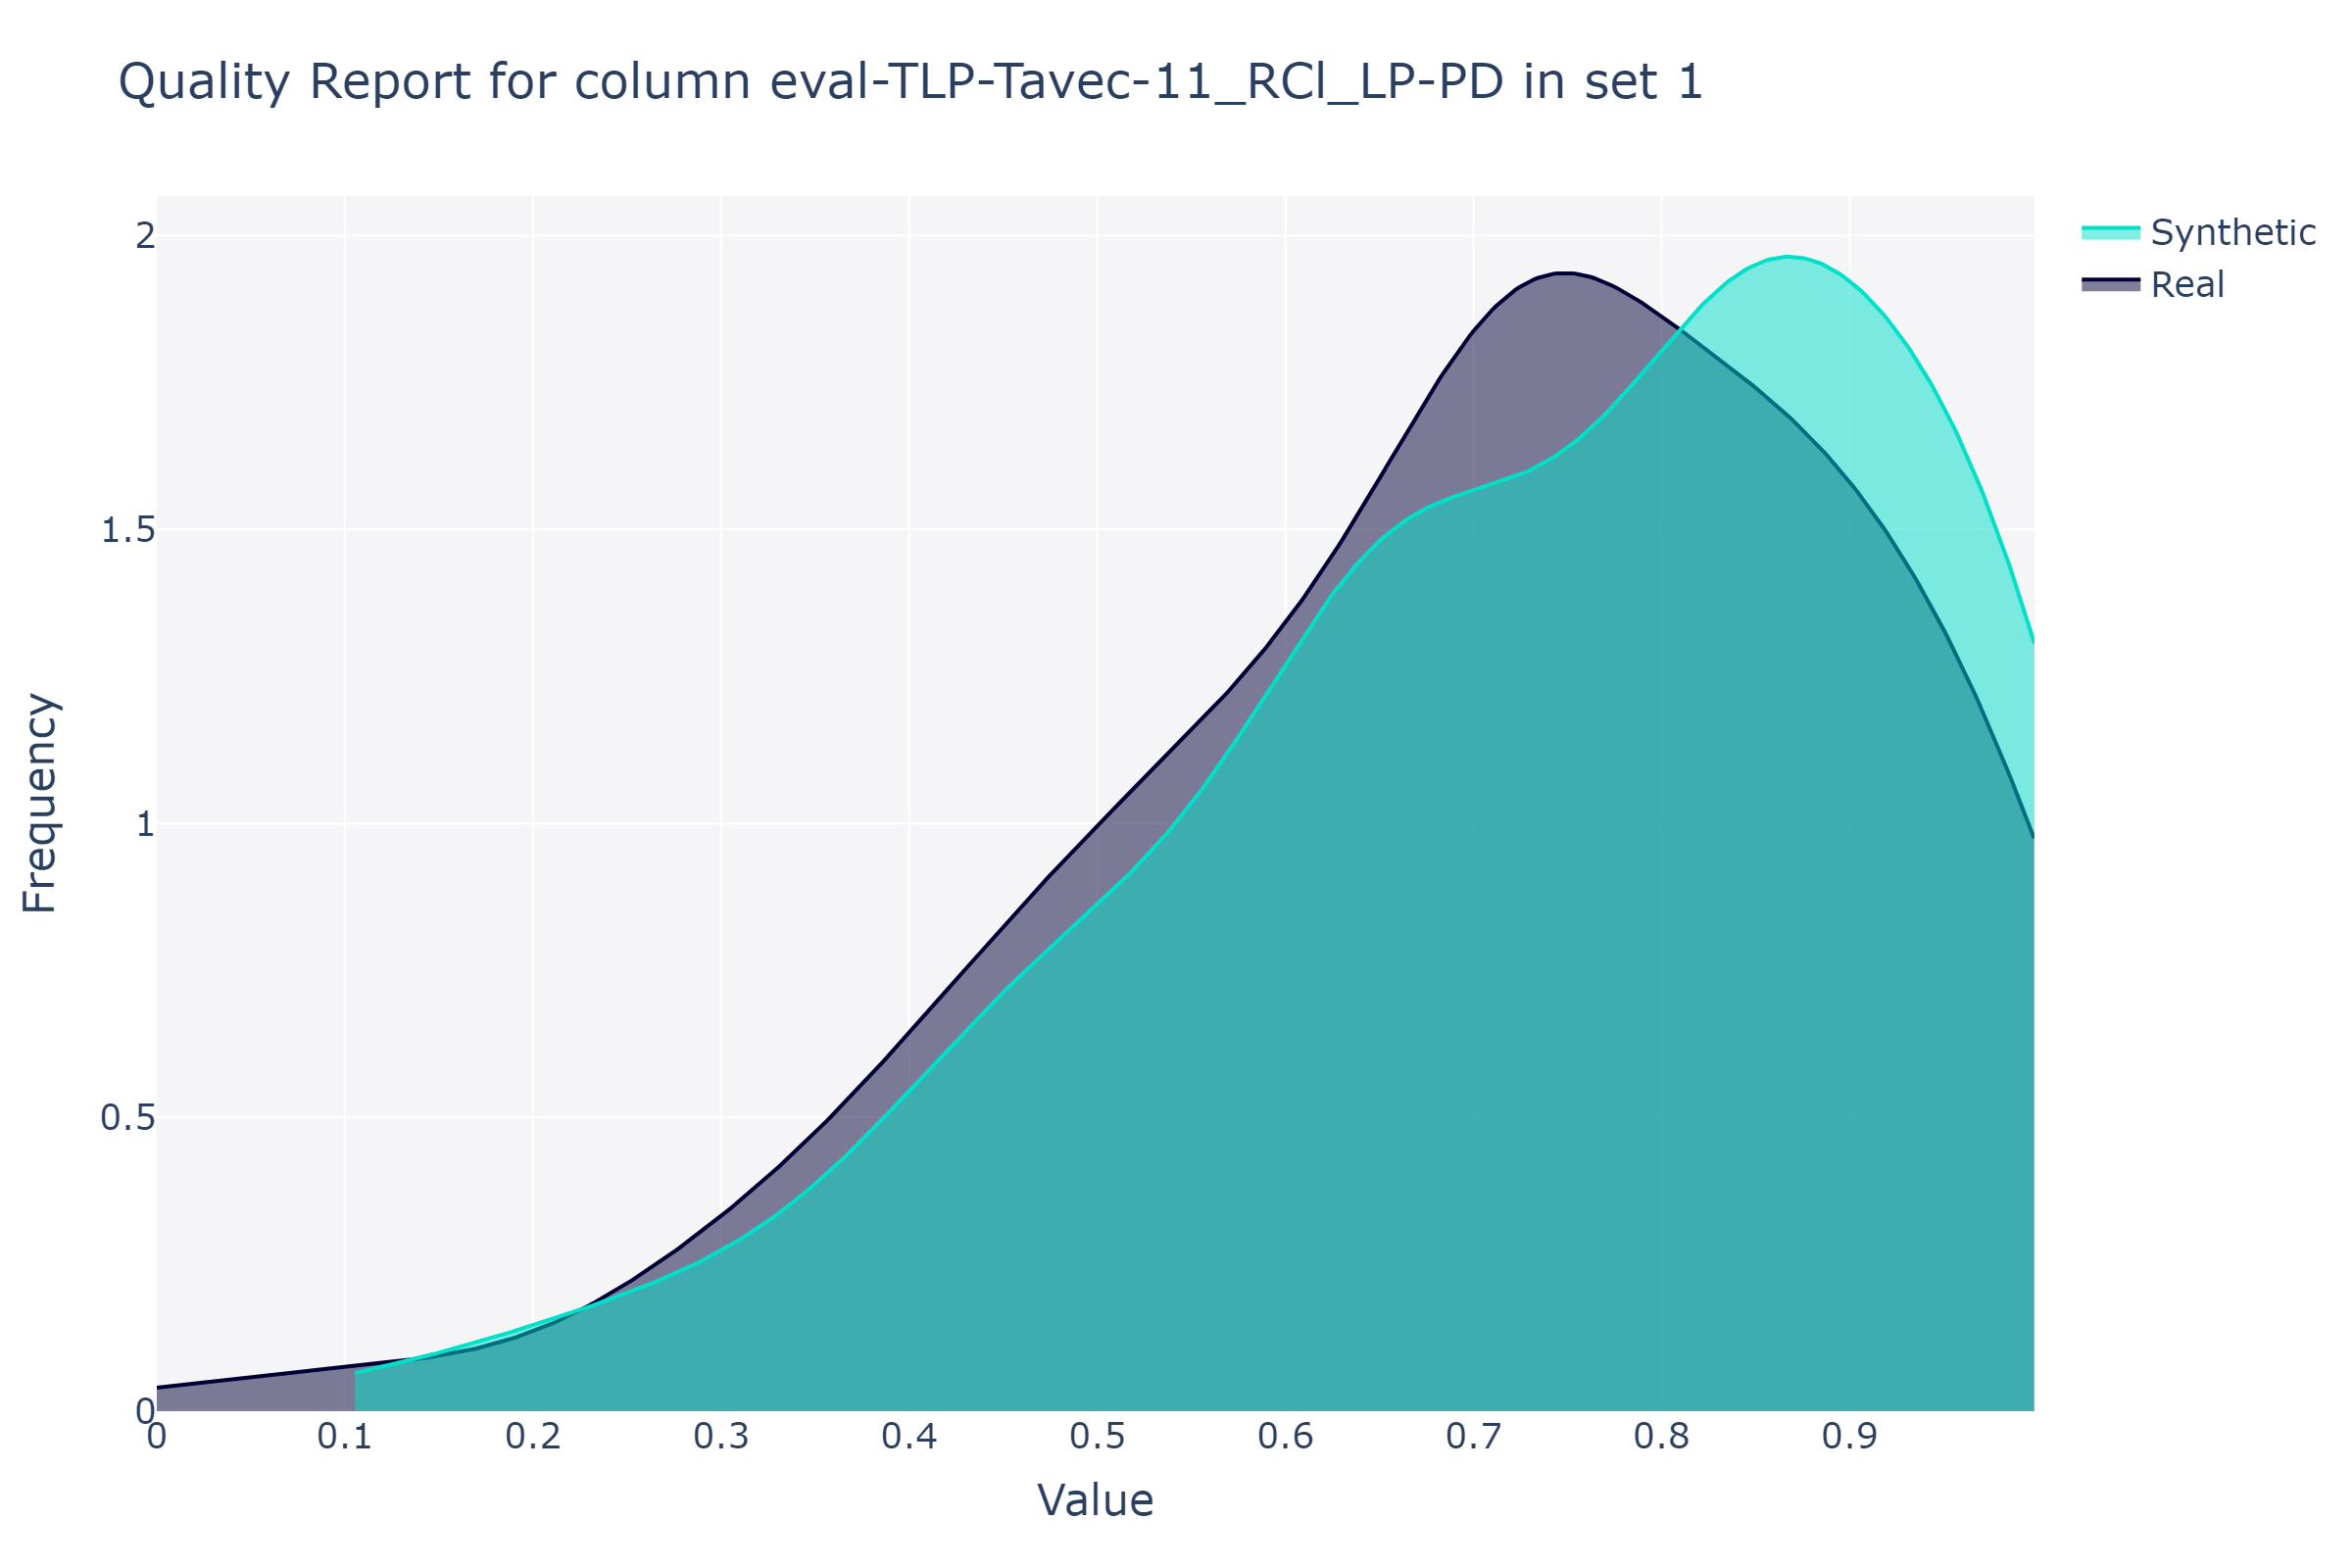 Quality Report for column eval-TLP-Tavec-11_RCl_LP-PD in set 1
Synthetic
Real
Frequency
2
1.5
1
0.5
0
0 0.1 0.2 0.3 0.4 0.5 0.6 0.7 0.8 0.9
Value